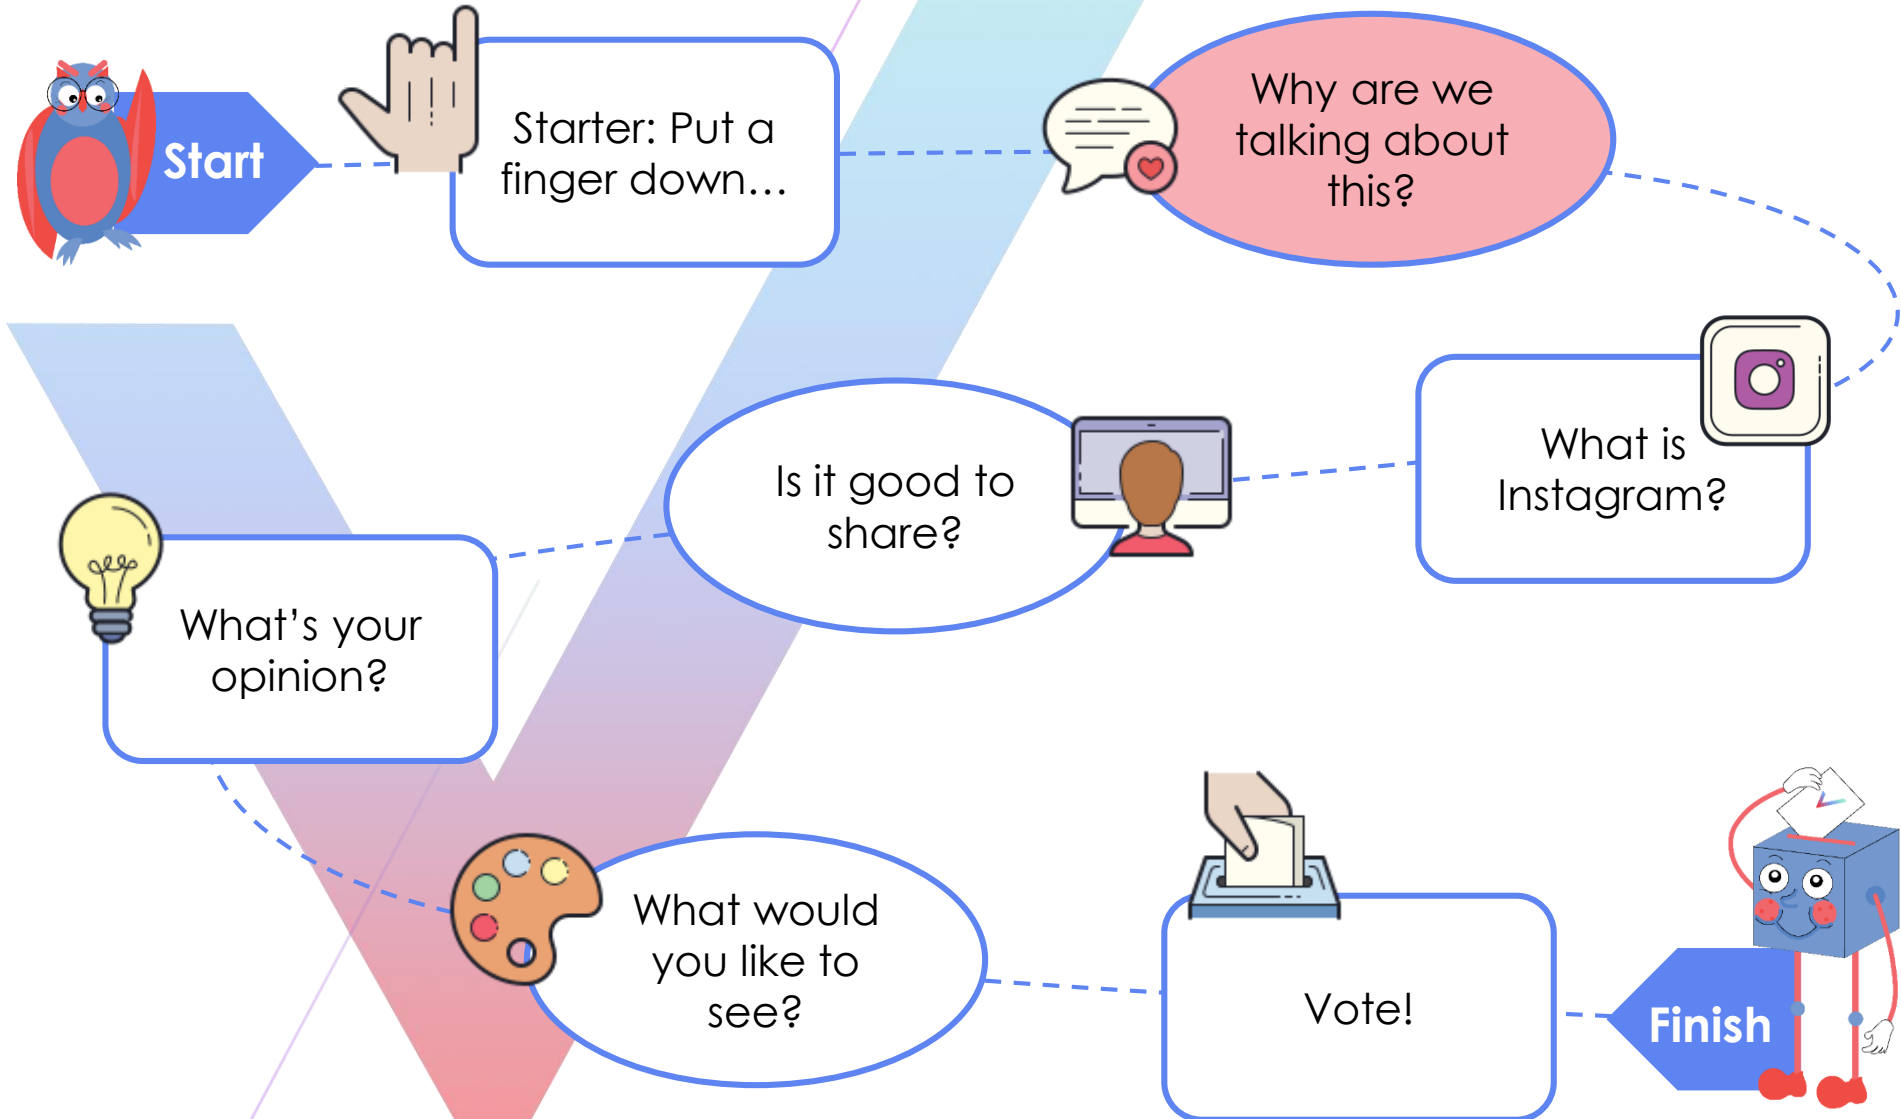 Start
Starter: Put a
finger down…
Why are we
talking about
this?
What is
Instagram?
Is it good to
share?
What’s your
opinion?
What would
you like to
see?
Vote!
Finish